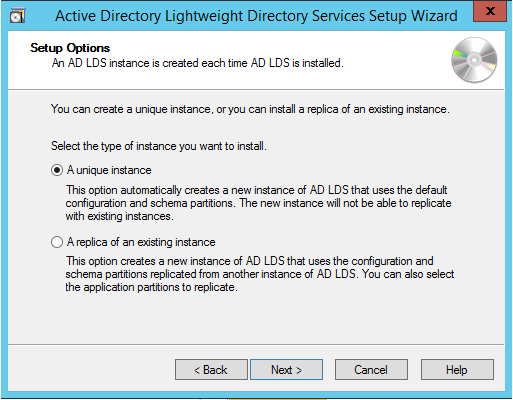 Active Directory Lightweight Directory Services Setup Wizard
x
Setup Options
An AD LDS instance is created each time AD LDS is installed.
You can create a unique instance, or you can install a replica of an existing instance.
Select the type of instance you want to install.
A unique instance
This option automatically creates a new instance of AD LDS that uses the default
configuration and schema partitions. The new instance will not be able to replicate
with existing instances.
A replica of an existing instance
This option creates a new instance of AD LDS that uses the configuration and
schema partitions replicated from another instance of AD LDS. You can also select
the application partitions to replicate.
< Back
Next >
Cancel
Help